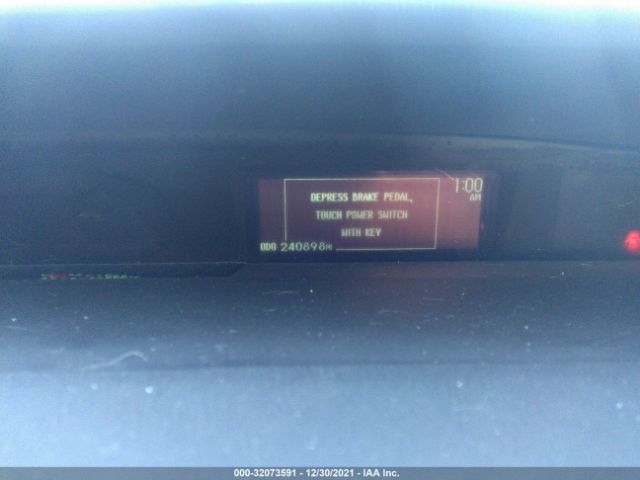 DEPRESS BRAKE PEDAL,
TOUCH POWER SWITCH
WITH KEY
1:00
AM
ODO 240898MI
000-32073591 - 12/30/2021 - IAA Inc.